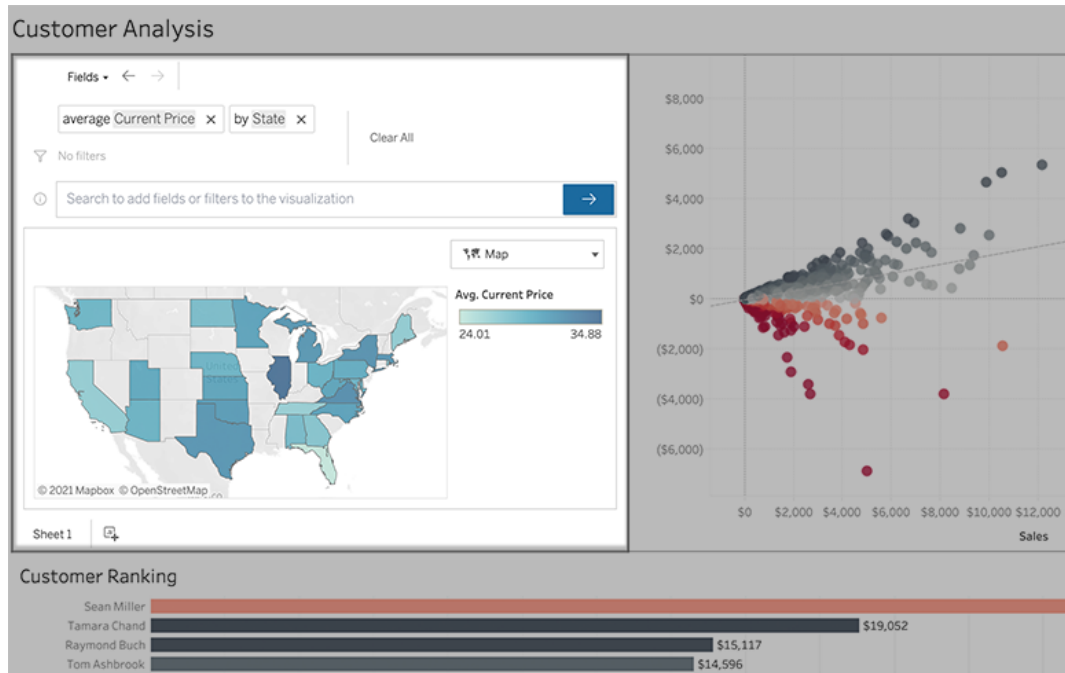 Customer Analysis
Fields
average Current Price × by State ×
Clear All
No filters
Search to add fields or filters to the visualization
Map
Avg. Current Price
24.01 34.88
United
States
© 2021 Mapbox © OpenStreetMap
Sheet 1
$8,000
$6,000
$4,000
$2,000
$0
($2,000)
($4,000)
($6,000)
$0 $2,000 $4,000 $6,000 $8,000 $10,000 $12,000
Sales
Customer Ranking
Sean Miller
Tamara Chand $19,052
Raymond Buch $15,117
Tom Ashbrook $14,596